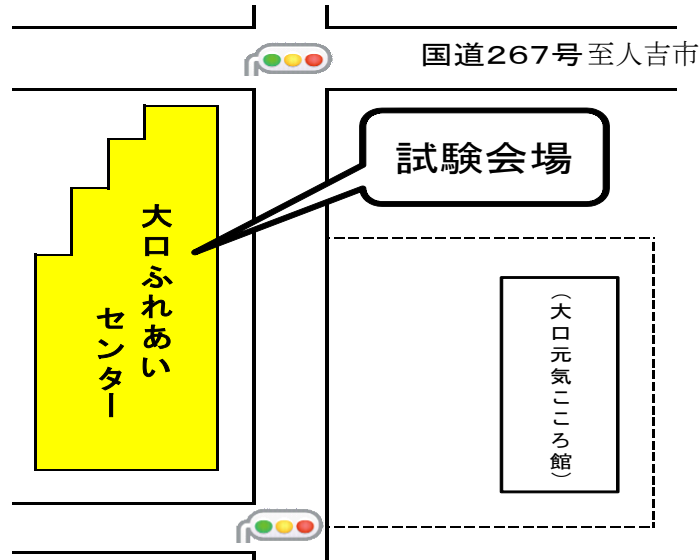 国道267号至人吉市
試験会場
大口ふれあい
センター
（大口元気こころ館）